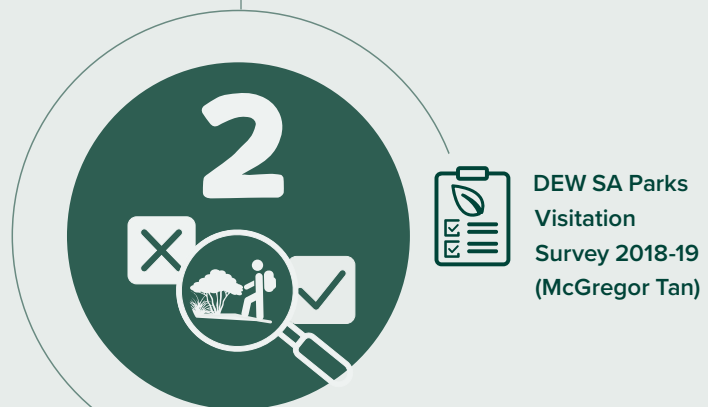 2
DEW SA Parks
Visitation
Survey 2018-19
(McGregor Tan)